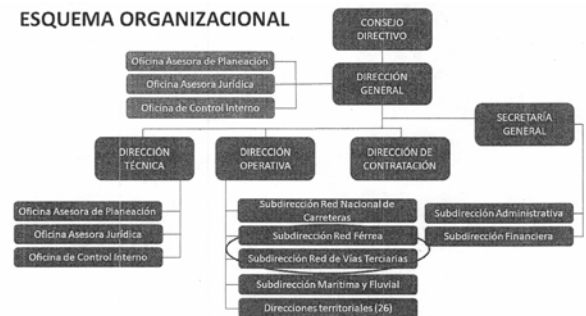 ESQUEMA ORGANIZACIONAL
CONSEJO
DIRECTIVO
Oficina Asesora de Planeación
Oficina Asesora Jurídica
Oficina de Control Interno
DIRECCIÓN
GENERAL
SECRETARÍA
GENERAL
DIRECCIÓN
TÉCNICA
DIRECCIÓN
OPERATIVA
DIRECCIÓN DE
CONTRATACIÓN
Oficina Asesora de Planeación
Oficina Asesora Jurídica
Oficina de Control Interno
Subdirección Red Nacional de
Carreteras
Subdirección Red Férrea
Subdirección Red de Vías Terciarias
Subdirección Marítima y Fluvial
Direcciones territoriales (26)
Subdirección Administrativa
Subdirección Financiera